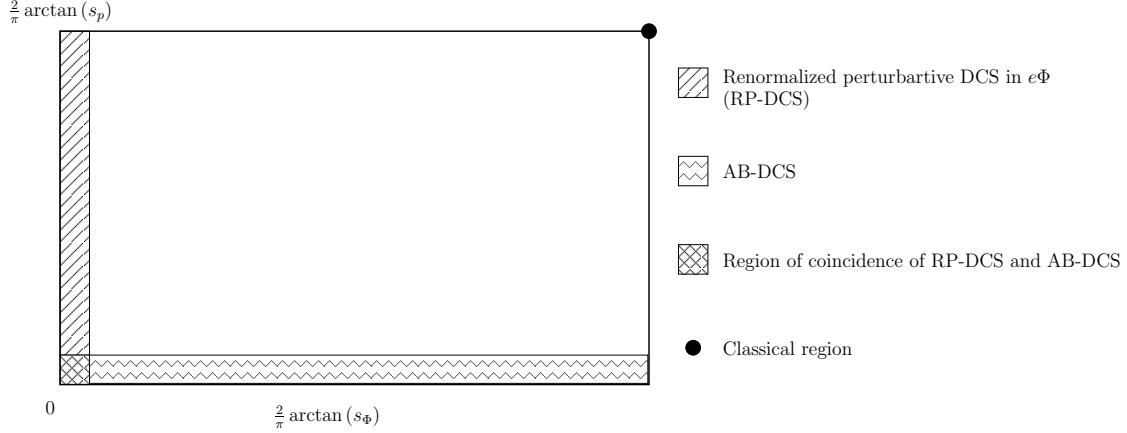 2/π arctan (s_p)
Renormalized perturbartive DCS in eΦ
(RP-DCS)
AB-DCS
Region of coincidence of RP-DCS and AB-DCS
Classical region
0
2/π arctan (s_Φ)